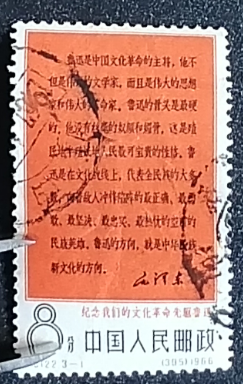 鲁迅是中国文化革命的主将，他不
但是伟大的文学家，而且是伟大的思想
家和伟大的革命家。鲁迅的骨头是最硬
的，他没有丝毫的奴颜和媚骨，这是殖
民地半殖民地人民最可宝贵的性格。鲁
迅是在文化战线上，代表全民族的大多
数，向着敌人冲锋陷阵的最正确、最勇
敢、最坚决、最忠实、最热忱的空前的
民族英雄。鲁迅的方向，就是中华民族
新文化的方向。
毛泽东
纪念我们的文化革命先驱鲁迅
8分 中国人民邮政
122 3-1 (395) 1966